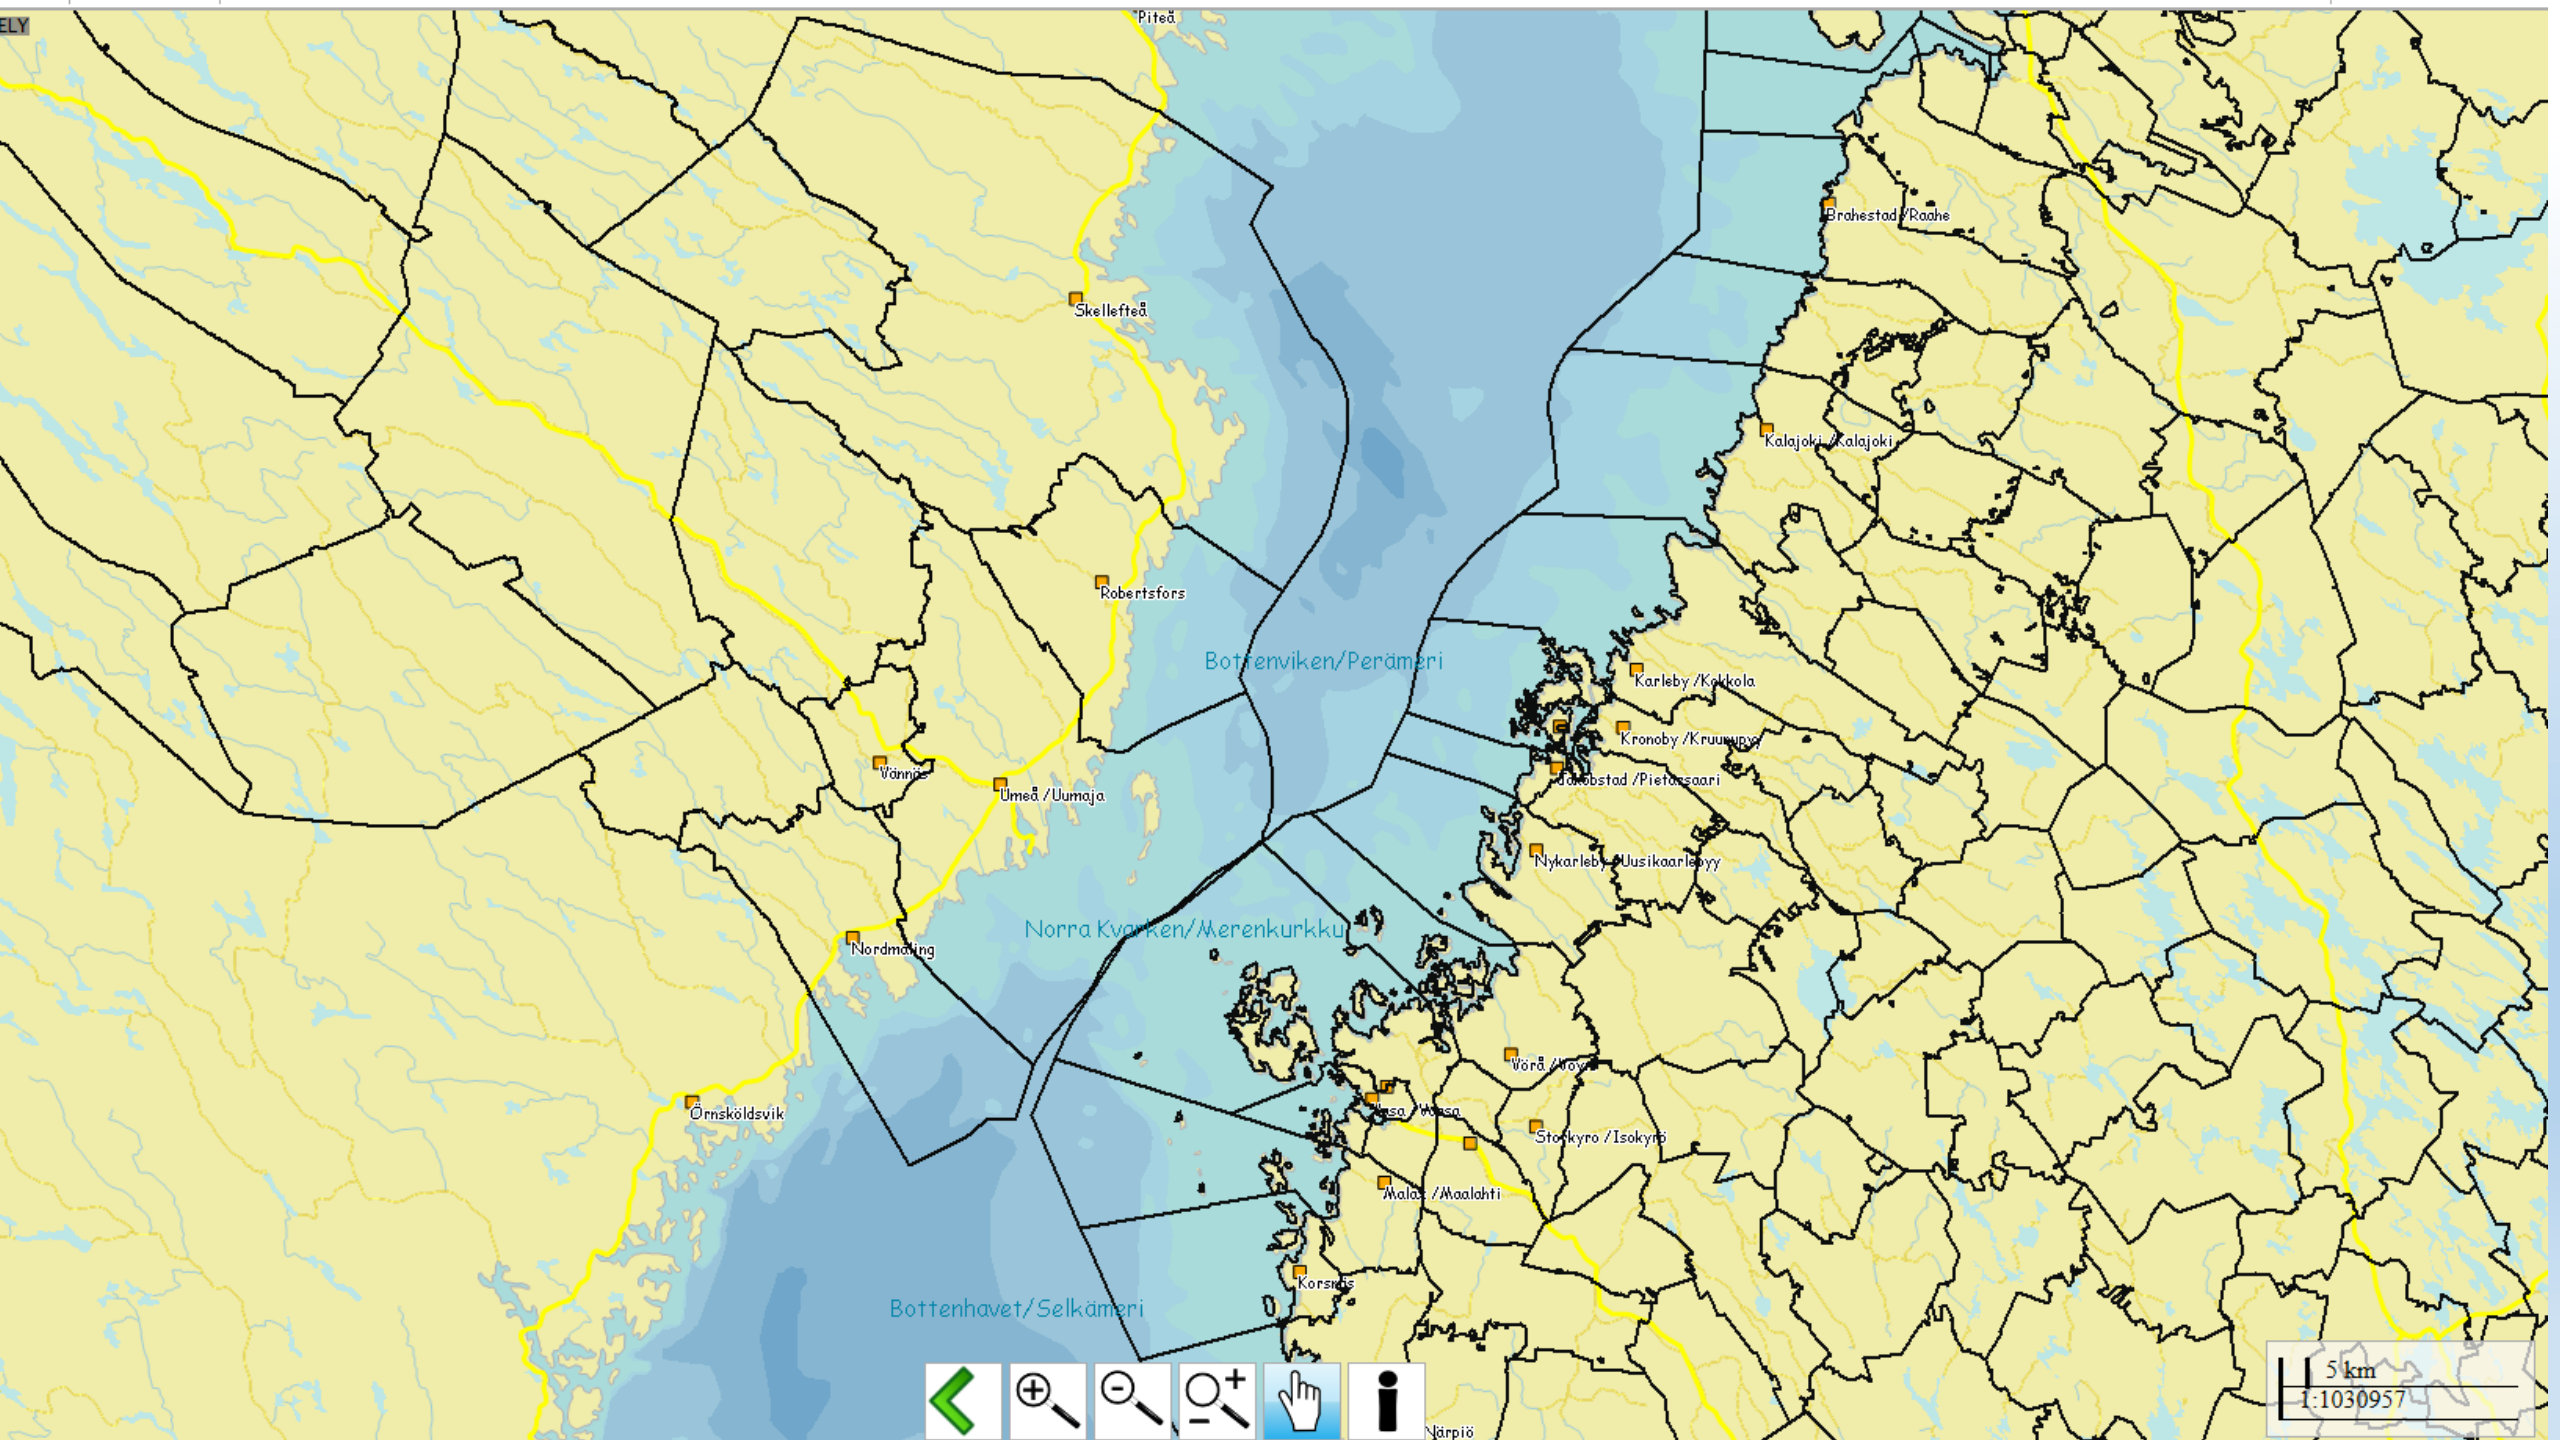 ELY
Piteå
Brahestad /Raahe
Skellefteå
Kalajoki /Kalajoki
Robertsfors
Bottenviken/Perämeri
Karleby /Kokkola
Kronoby /Kruunupyy
Vännäs
Jakobstad /Pietarsaari
Umeå /Uumaja
Nykarleby /Uusikaarlepyy
Norra Kvarken/Merenkurkku
Nordmaling
Vörå /Vöyri
Örnsköldsvik
Vasa /Vaasa
Storkyro /Isokyrö
Malax /Maalahti
Korsnäs
Bottenhavet/Selkämeri
5 km
1:1030957
Närpiö